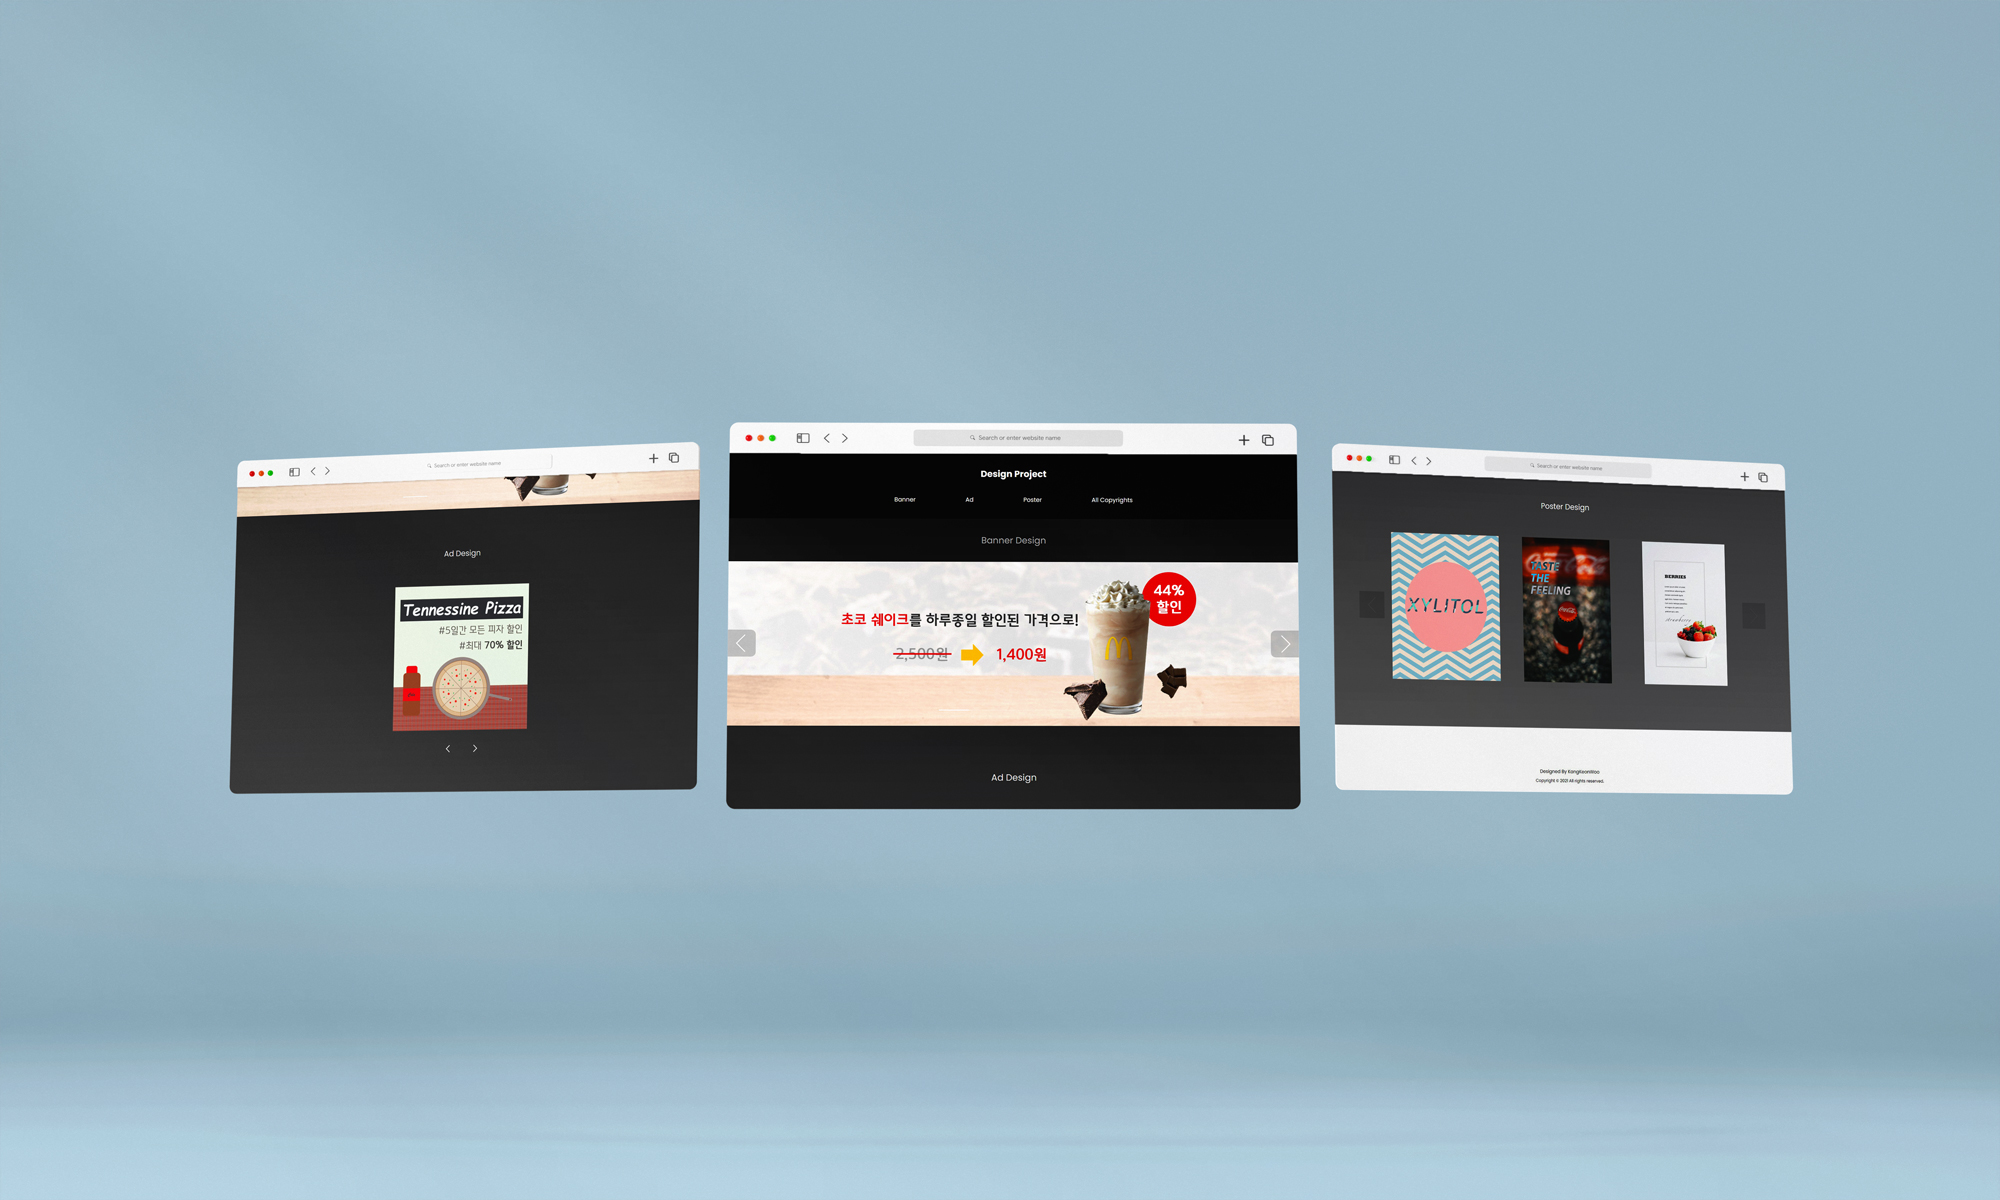 Search or enter website name
Ad Design
Tennessine Pizza
#5일간 모든 피자 할인
#최대 70% 할인
Search or enter website name
Design Project
Banner
Ad
Poster
All Copyrights
Banner Design
44%
할인
초코 쉐이크를 하루종일 할인된 가격으로!
2,500원
1,400원
Ad Design
Search or enter website name
Poster Design
XYLITOL
TASTE
THE
FEELING
BERRIES
strawberry
Designed By KangKeonWoo
Copyright © 2021 All rights reserved.